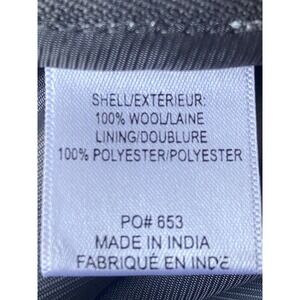 SHELL/EXTÉRIEUR:
100% WOOL/LAINE
LINING/DOUBLURE
100% POLYESTER/POLYESTER
PO# 653
MADE IN INDIA
FABRIQUÉ EN INDE